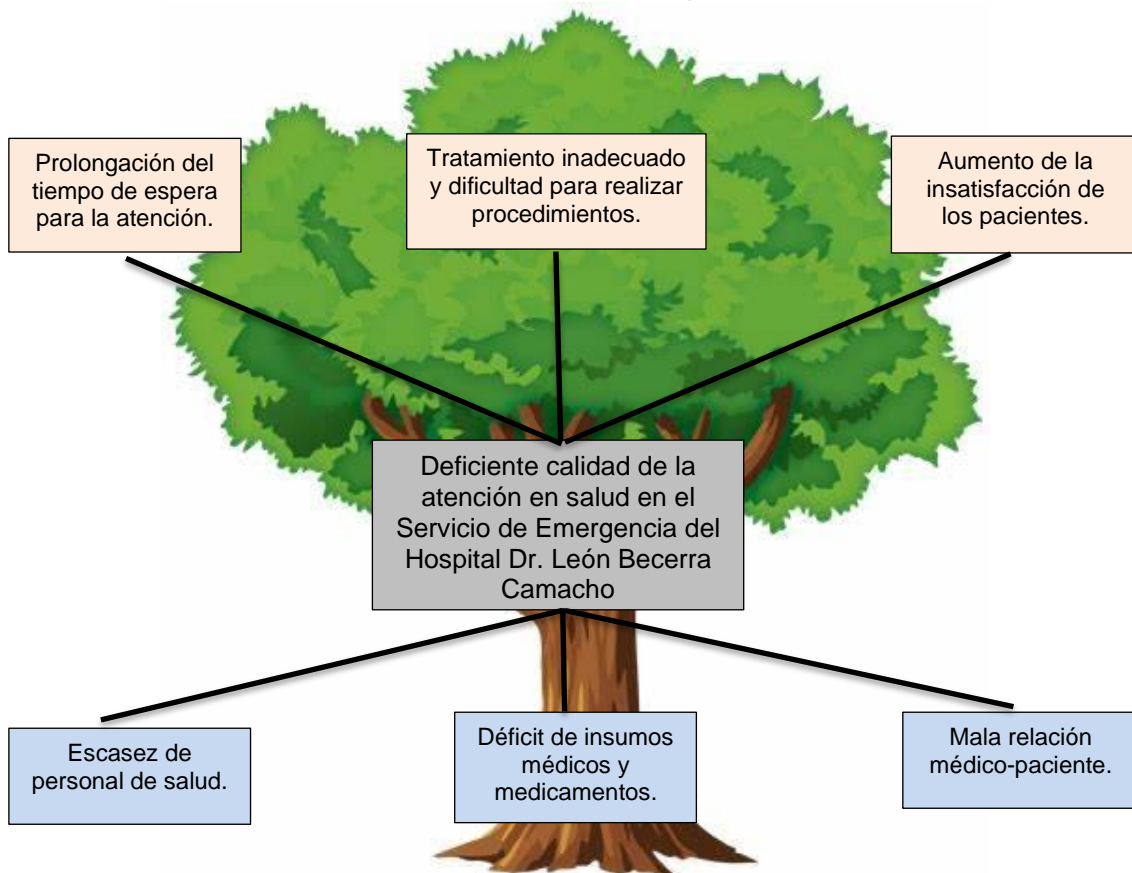 Prolongación del
tiempo de espera
para la atención.
Tratamiento inadecuado
y dificultad para realizar
procedimientos.
Aumento de la
insatisfacción de
los pacientes.
Deficiente calidad de la
atención en salud en el
Servicio de Emergencia del
Hospital Dr. León Becerra
Camacho
Escasez de
personal de salud.
Déficit de insumos
médicos y
medicamentos.
Mala relación
médico-paciente.